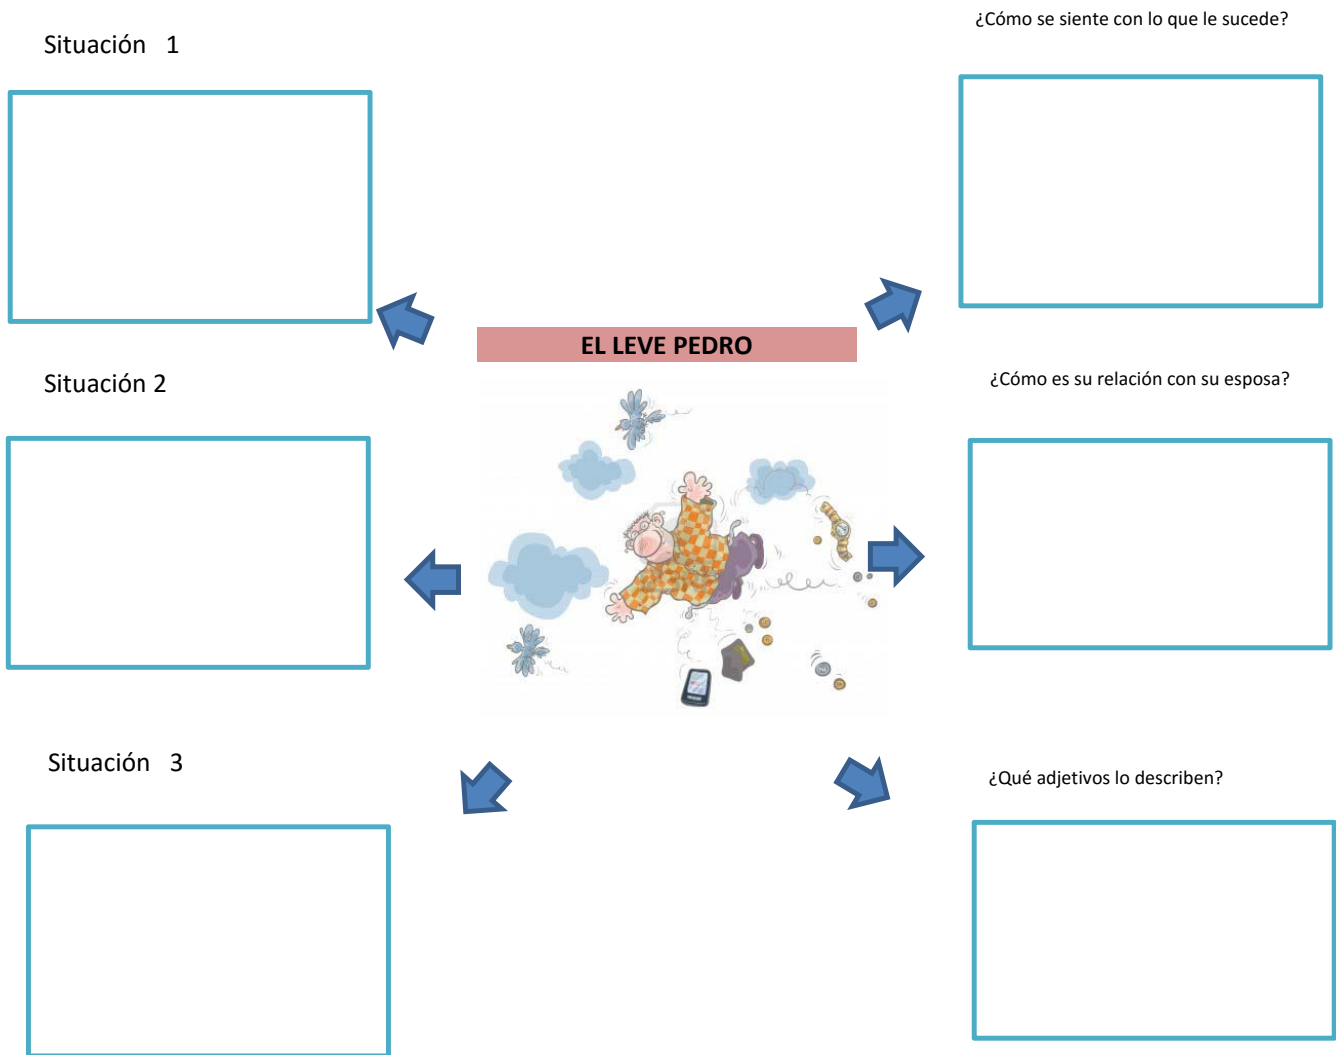 ¿Cómo se siente con lo que le sucede?
Situación 1
EL LEVE PEDRO
Situación 2
¿Cómo es su relación con su esposa?
Situación 3
¿Qué adjetivos lo describen?